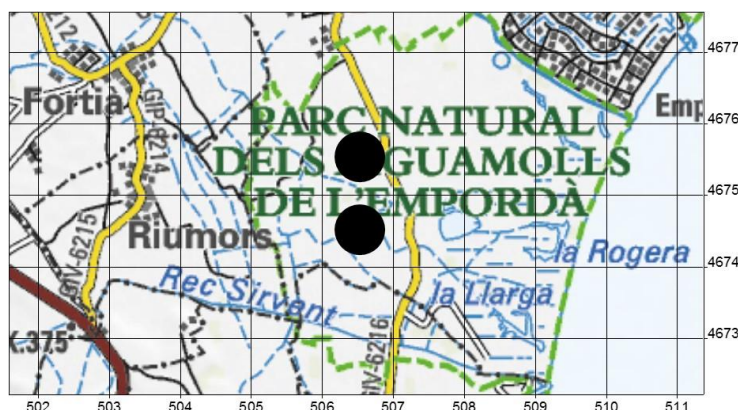 4677
Z12
Fortia
GIP-6214
PARC NATURAL
4676
DELS GUAMOLLS
DE L'EMPORDÀ
4675
Riumors
GIV-6215
la Rogera
4674
Rec Sirvent
la Llarga
GIV-6216
4673
502 503 504 505 506 507 508 509 510 511